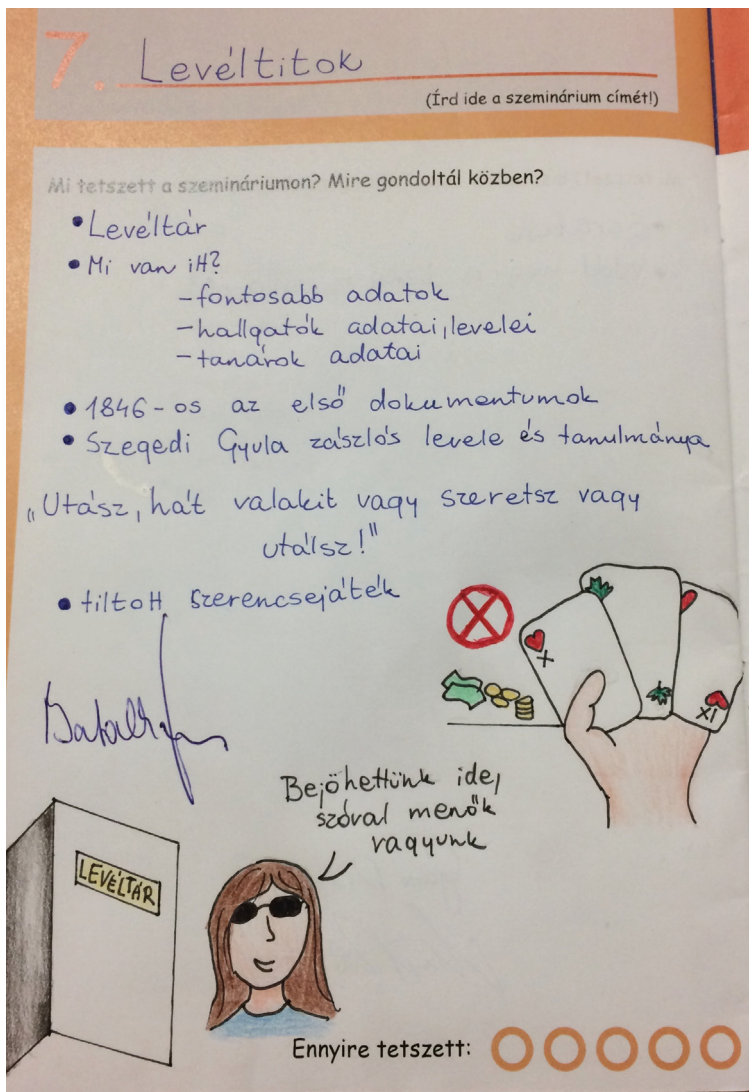 7. Levéltitok
(Írd ide a szeminárium címét!)
Mi tetszett a szemináriumon? Mire gondoltál közben?
• Levéltár
• Mi van itt?
- fontosabb adatok
- hallgatók adatai, levelei
- tanárok adatai
• 1846-os az első dokumentumok
• Szegedi Gyula zászlós levele és tanulmánya
„Utász, hát valakit vagy szeretsz vagy
utálsz!"
• tiltott szerencsejáték
X
XI
Bejöhettünk ide,
szóval menők
vagyunk
LEVÉLTÁR
Ennyire tetszett: